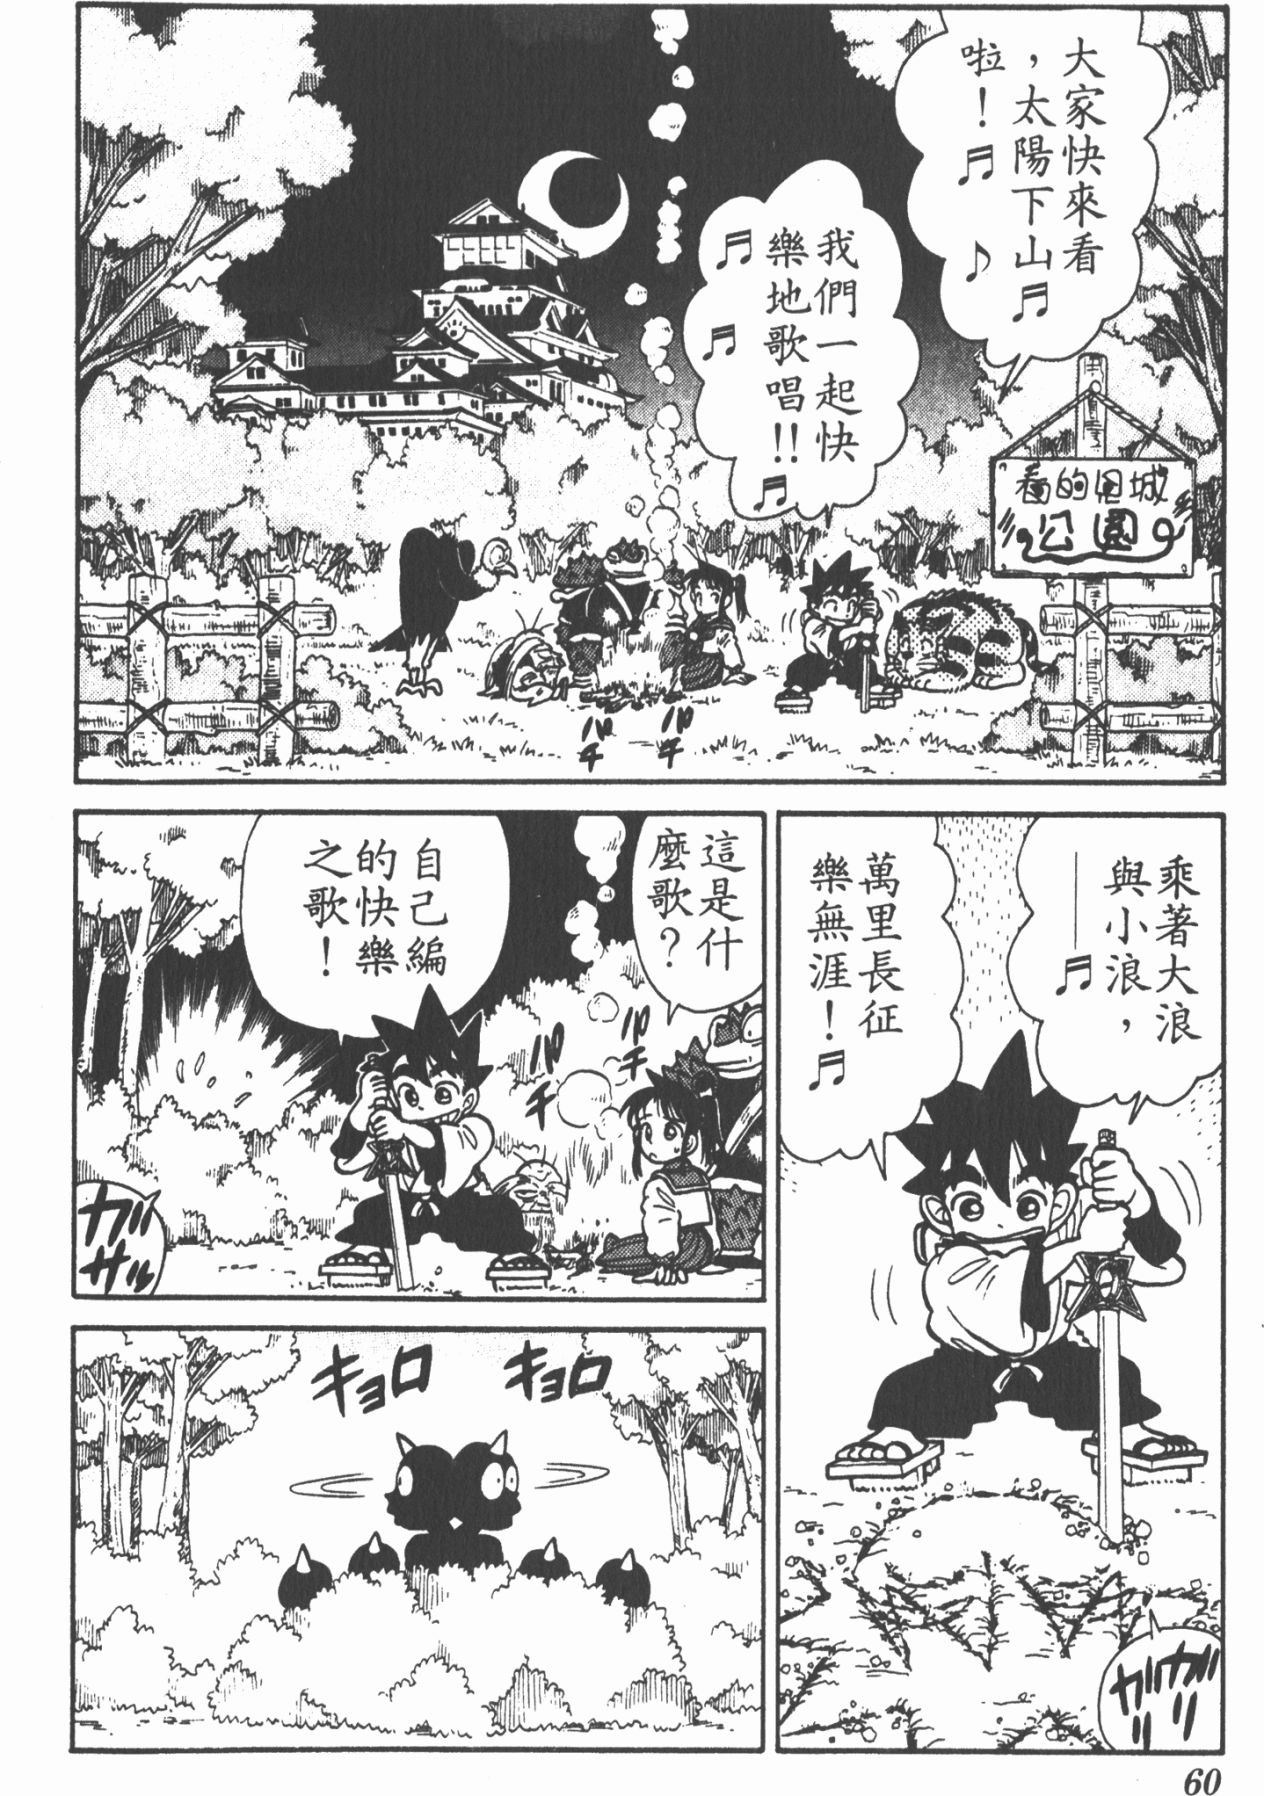 大家快來看
，太陽下山♬
啦！♬♪
我們一起快
樂地歌唱!!
♬♬♬
看的見城
公園
パチ
パチ
乘著大浪
與小浪，
——♬
萬里長征
樂無涯！♬
ガリ
ガリ
這是什
麼歌？
自己編
的快樂
之歌！
パチ
パチ
ガサ
ガサ
キョロ
キョロ
60